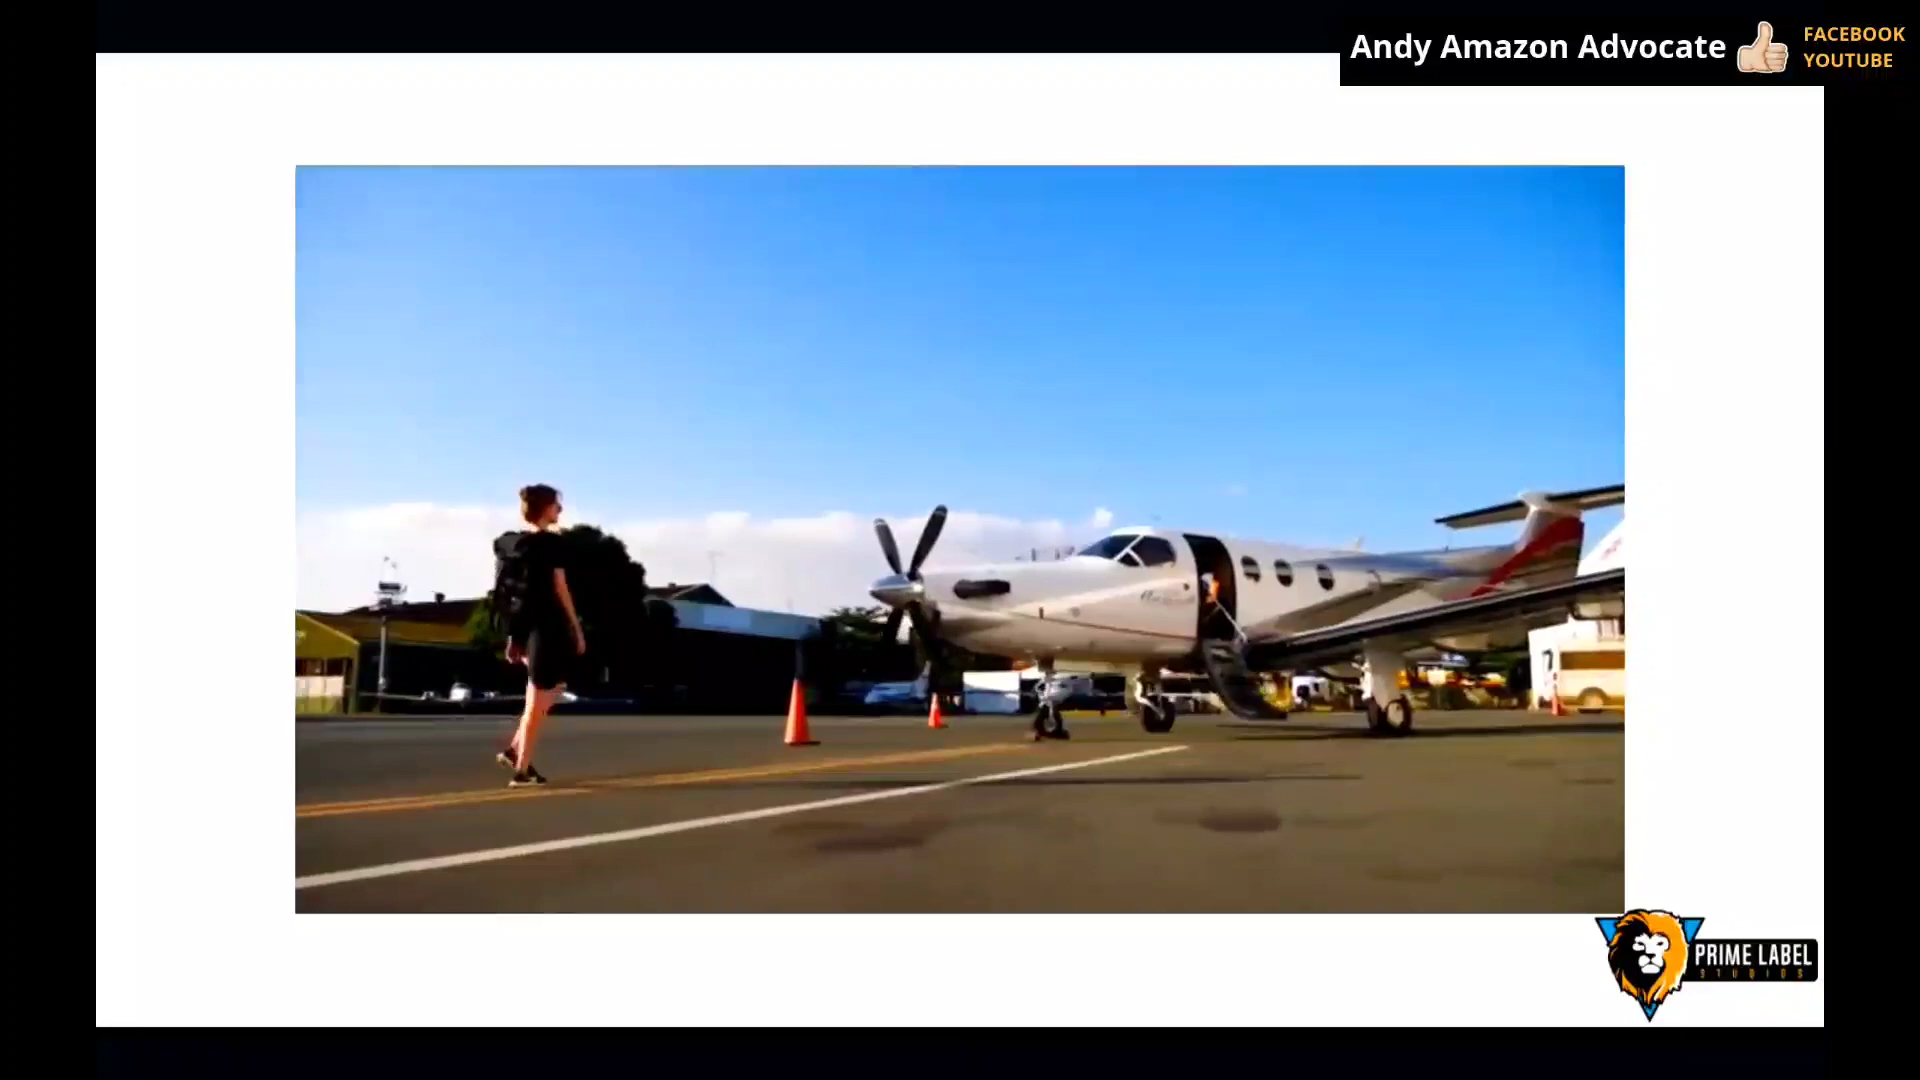 Andy Amazon Advocate
FACEBOOK
YOUTUBE
PRIME LABEL
STUDIOS